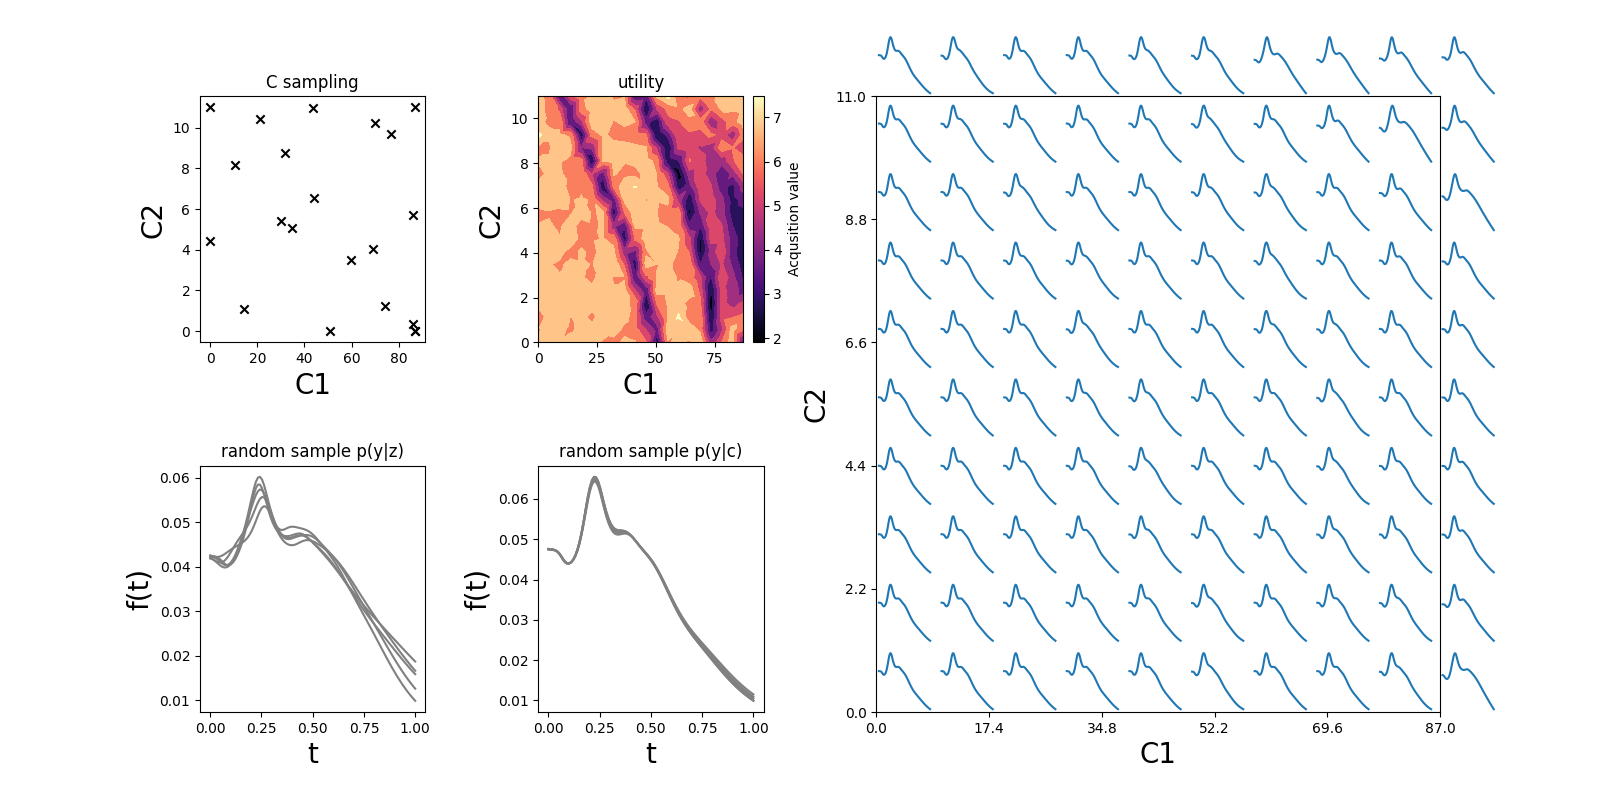 C sampling
10
8
6
4
2
0
C2
0 20 40 60 80
C1
utility
10
8
6
4
2
0
C2
0 25 50 75
C1
7
6
5
4
3
2
Acqusition value
random sample p(y|z)
0.06
0.05
0.04
0.03
0.02
0.01
f(t)
0.00 0.25 0.50 0.75 1.00
t
random sample p(y|c)
0.06
0.05
0.04
0.03
0.02
0.01
f(t)
0.00 0.25 0.50 0.75 1.00
t
11.0
8.8
6.6
4.4
2.2
0.0
C2
0.0 17.4 34.8 52.2 69.6 87.0
C1